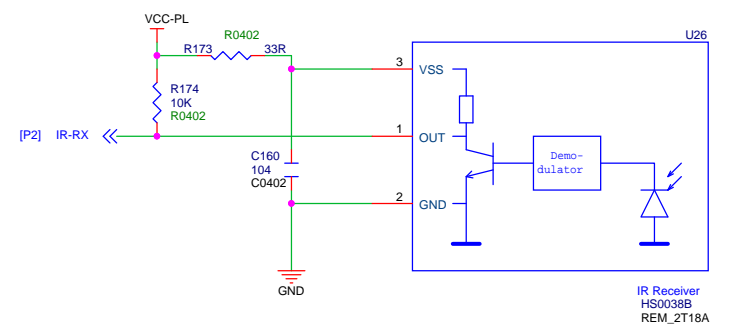 VCC-PL
R0402
R173
33R
U26
3
VSS
R174
10K
R0402
[P2] IR-RX
1
OUT
Demo-
dulator
C160
104
C0402
2
GND
GND
IR Receiver
HS0038B
REM_2T18A